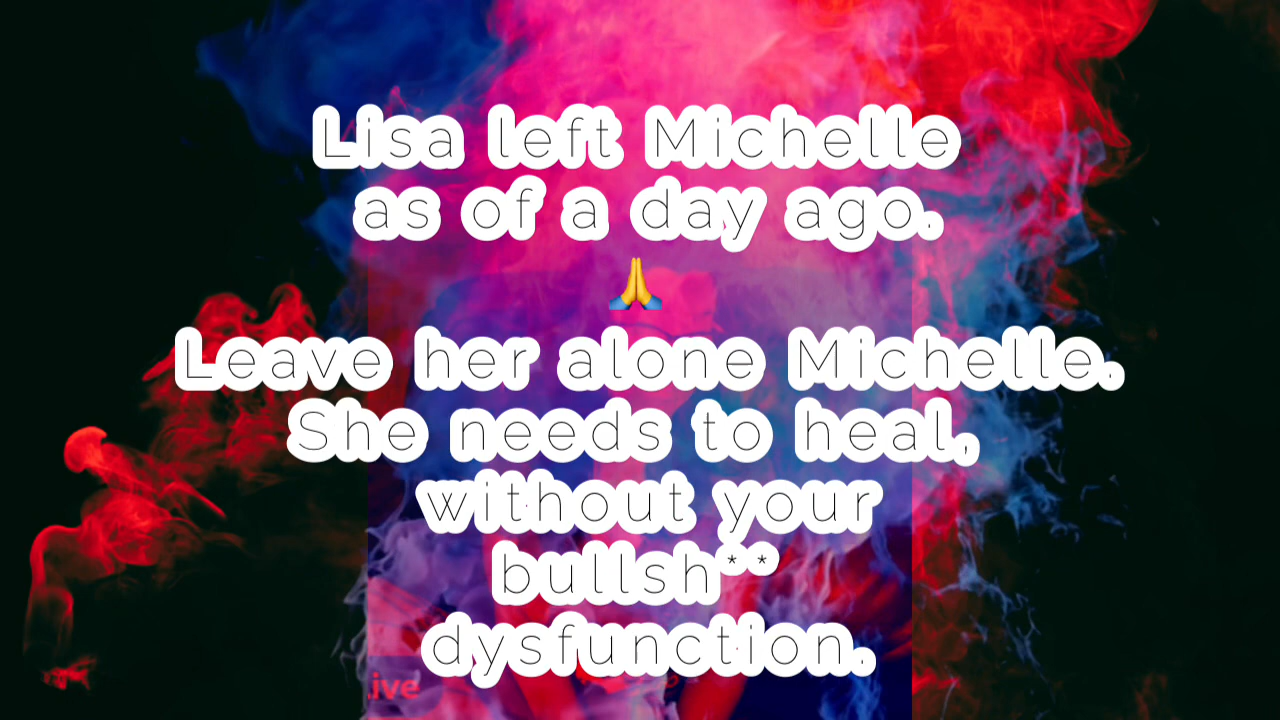 Lisa left Michelle
as of a day ago.
🙏
Leave her alone Michelle.
She needs to heal,
without your
bullsh**
dysfunction.
Live